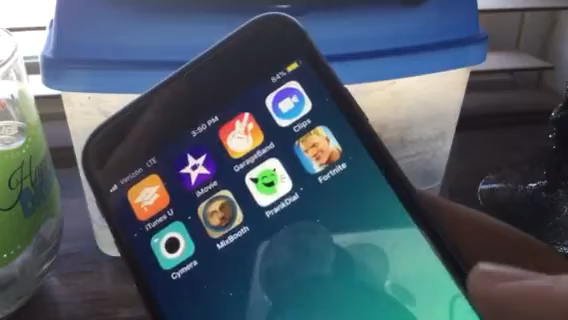 Verizon LTE
3:50 PM
84%
iTunes U
iMovie
GarageBand
Clips
Cymera
MixBooth
PrankDial
Fortnite